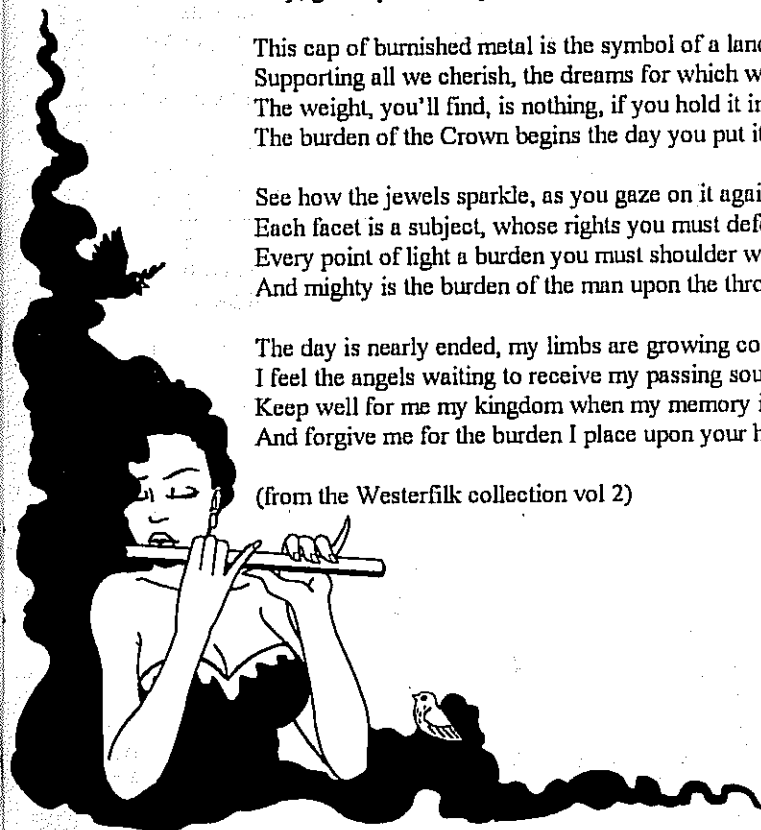 This cap of burnished metal is the symbol of a land
Supporting all we cherish, the dreams for which w
The weight, you'll find, is nothing, if you hold it in
The burden of the Crown begins the day you put it

See how the jewels sparkle, as you gaze on it agai
Each facet is a subject, whose rights you must defe
Every point of light a burden you must shoulder w
And mighty is the burden of the man upon the thro

The day is nearly ended, my limbs are growing co
I feel the angels waiting to receive my passing sou
Keep well for me my kingdom when my memory i
And forgive me for the burden I place upon your h

(from the Westerfilk collection vol 2)